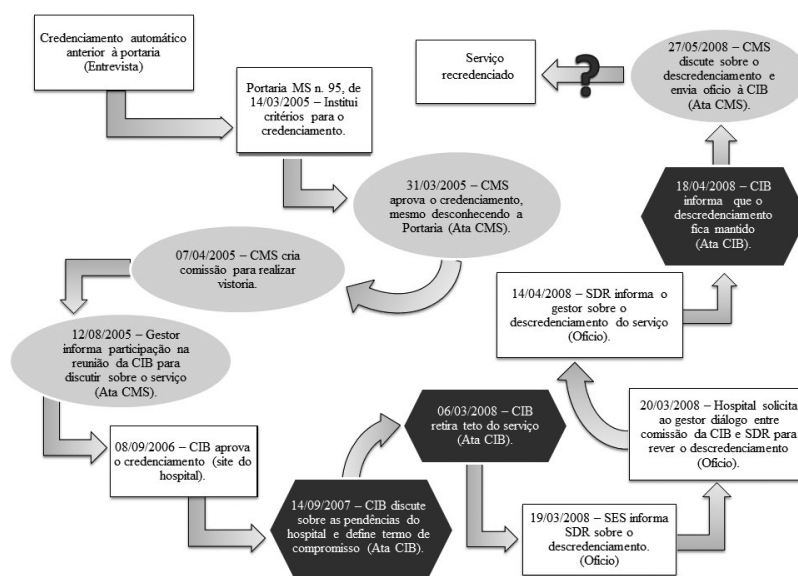 Credenciamento automático
anterior à portaria
(Entrevista)
Portaria MS n. 95, de
14/03/2005 – Institui
critérios para o
credenciamento.
31/03/2005 – CMS
aprova o credenciamento,
mesmo desconhecendo a
Portaria (Ata CMS).
07/04/2005 – CMS cria
comissão para realizar
vistoria.
12/08/2005 – Gestor
informa participação na
reunião da CIB para
discutir sobre o serviço
(Ata CMS).
08/09/2006 – CIB aprova
o credenciamento (site do
hospital).
14/09/2007 – CIB discute
sobre as pendências do
hospital e define termo de
compromisso (Ata CIB).
06/03/2008 – CIB
retira teto do serviço
(Ata CIB).
19/03/2008 – SES informa
SDR sobre o
descredenciamento.
(Oficio)
20/03/2008 – Hospital solicita
ao gestor diálogo entre
comissão da CIB e SDR para
rever o descredenciamento
(Oficio).
14/04/2008 – SDR informa o
gestor sobre o
descredenciamento do serviço
(Oficio).
18/04/2008 – CIB
informa que o
descredenciamento
fica mantido
(Ata CIB).
27/05/2008 – CMS
discute sobre o
descredenciamento e
envia oficio à CIB
(Ata CMS).
?
Serviço
recredenciado